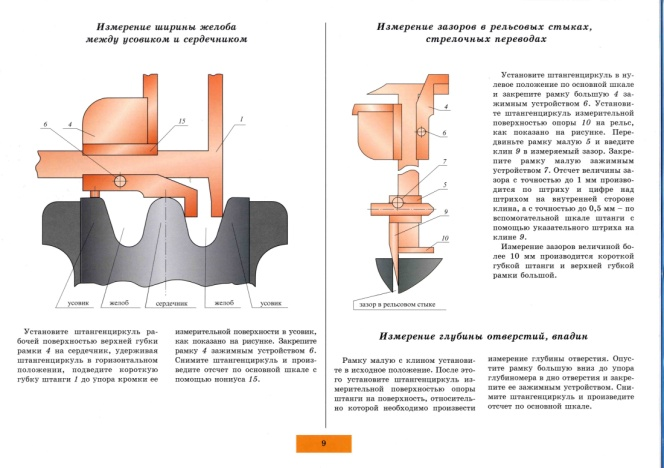 Измерение ширины желоба
между усовиком и сердечником
6
4
15
1
усовик
желоб
сердечник
желоб
усовик
Установите штангенциркуль ра-
бочей поверхностью верхней губки
рамки 4 на сердечник, удерживая
штангенциркуль в горизонтальном
положении, подведите короткую
губку штанги 1 до упора кромки ее
измерительной поверхности в усовик,
как показано на рисунке. Закрепите
рамку 4 зажимным устройством 6.
Снимите штангенциркуль и произ-
ведите отсчет по основной шкале с
помощью нониуса 15.
Измерение зазоров в рельсовых стыках,
стрелочных переводах
4
6
7
5
9
10
зазор в рельсовом стыке
Установите штангенциркуль в ну-
левое положение по основной шкале
и закрепите рамку большую 4 за-
жимным устройством 6. Установи-
те штангенциркуль измерительной
поверхностью опоры 10 на рельс,
как показано на рисунке. Пере-
двиньте рамку малую 5 и введите
клин 9 в измеряемый зазор. Закре-
пите рамку малую зажимным
устройством 7. Отсчет величины за-
зора с точностью до 1 мм произво-
дится по штриху и цифре над
штрихом на внутренней стороне
клина, а с точностью до 0,5 мм – по
вспомогательной шкале штанги с
помощью указательного штриха на
клине 9.
Измерение зазоров величиной бо-
лее 10 мм производится короткой
губкой штанги и верхней губкой
рамки большой.
Измерение глубины отверстий, впадин
Рамку малую с клином установи-
те в исходное положение. После это-
го установите штангенциркуль из-
мерительной поверхностью опоры
штанги на поверхность, относитель-
но которой необходимо произвести
измерение глубины отверстия. Опус-
тите рамку большую вниз до упора
глубиномера в дно отверстия и закре-
пите ее зажимным устройством. Сни-
мите штангенциркуль и произведите
отсчет по основной шкале.
9